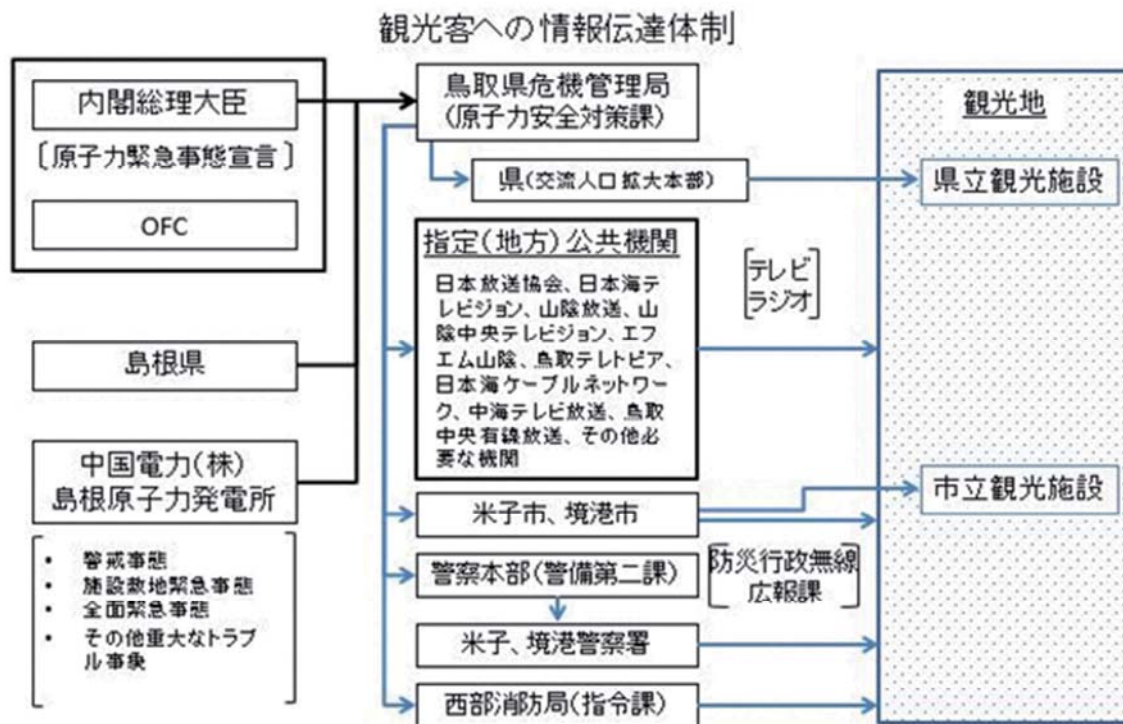 観光客への情報伝達体制
内閣総理大臣
〔原子力緊急事態宣言〕
OFC
島根県
中国電力(株)
島根原子力発電所
• 警戒事態
• 施設敷地緊急事態
• 全面緊急事態
• その他重大なトラブ
ル事象
鳥取県危機管理局
(原子力安全対策課)
県(交流人口拡大本部)
指定(地方)公共機関
日本放送協会、日本海テ
レビジョン、山陰放送、山
陰中央テレビジョン、エフ
エム山陰、鳥取テレトピア、
日本海ケーブルネットワー
ク、中海テレビ放送、鳥取
中央有線放送、その他必
要な機関
米子市、境港市
警察本部(警備第二課)
米子、境港警察署
西部消防局(指令課)
テレビ
ラジオ
防災行政無線
広報課
観光地
県立観光施設
市立観光施設